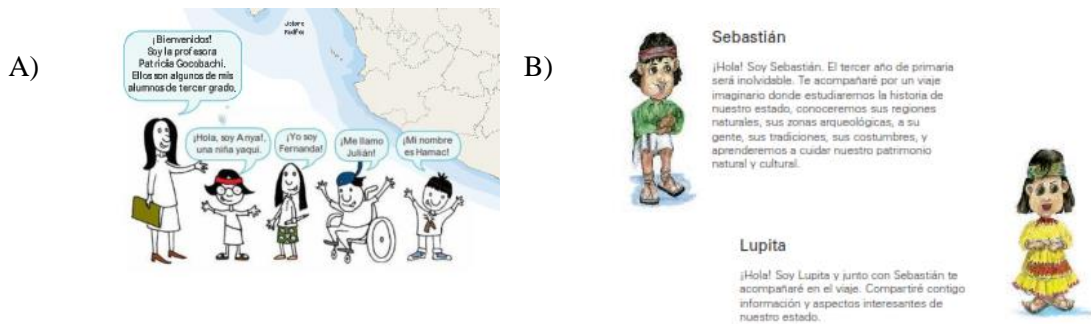 A)
¡Bienvenidos!
Soy la profesora
Patricia Gocobachi.
Ellos son algunos de mis
alumnos de tercer grado.
¡Hola, soy Anya!,
una niña yaqui.
¡Yo soy
Fernanda!
¡Me llamo
Julián!
¡Mi nombre
es Hamac!
B)
Sebastián
¡Hola! Soy Sebastián. El tercer año de primaria
será inolvidable. Te acompañaré por un viaje
imaginario donde estudiaremos la historia de
nuestro estado, conoceremos sus regiones
naturales, sus zonas arqueológicas, a su
gente, sus tradiciones, sus costumbres, y
aprenderemos a cuidar nuestro patrimonio
natural y cultural.
Lupita
¡Hola! Soy Lupita y junto con Sebastián te
acompañaré en el viaje. Compartiré contigo
información y aspectos interesantes de
nuestro estado.